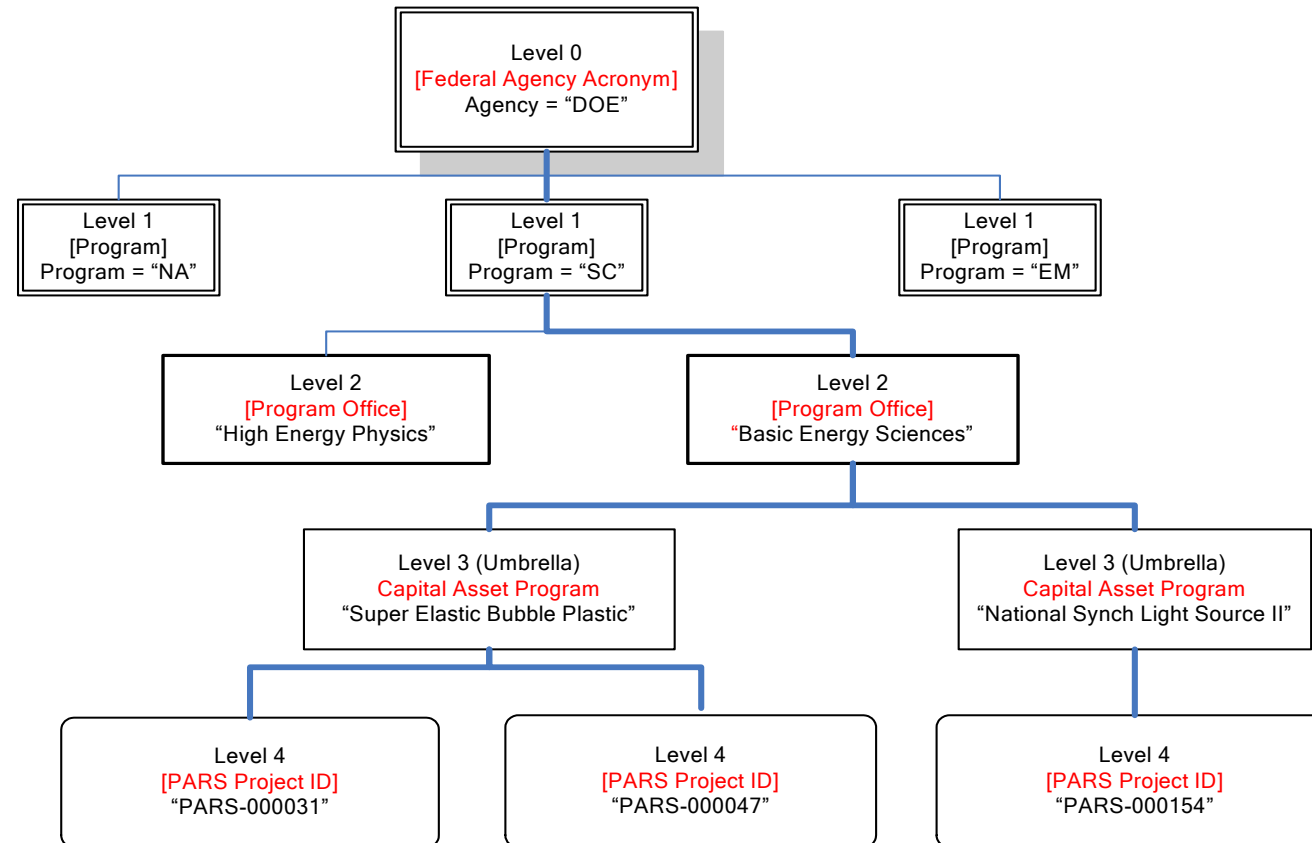 Level 0
[Federal Agency Acronym]
Agency = “DOE”
Level 1
[Program]
Program = “NA”
Level 1
[Program]
Program = “SC”
Level 1
[Program]
Program = “EM”
Level 2
[Program Office]
“High Energy Physics”
Level 2
[Program Office]
“Basic Energy Sciences”
Level 3 (Umbrella)
Capital Asset Program
“Super Elastic Bubble Plastic”
Level 3 (Umbrella)
Capital Asset Program
“National Synch Light Source II”
Level 4
[PARS Project ID]
“PARS-000031”
Level 4
[PARS Project ID]
“PARS-000047”
Level 4
[PARS Project ID]
“PARS-000154”